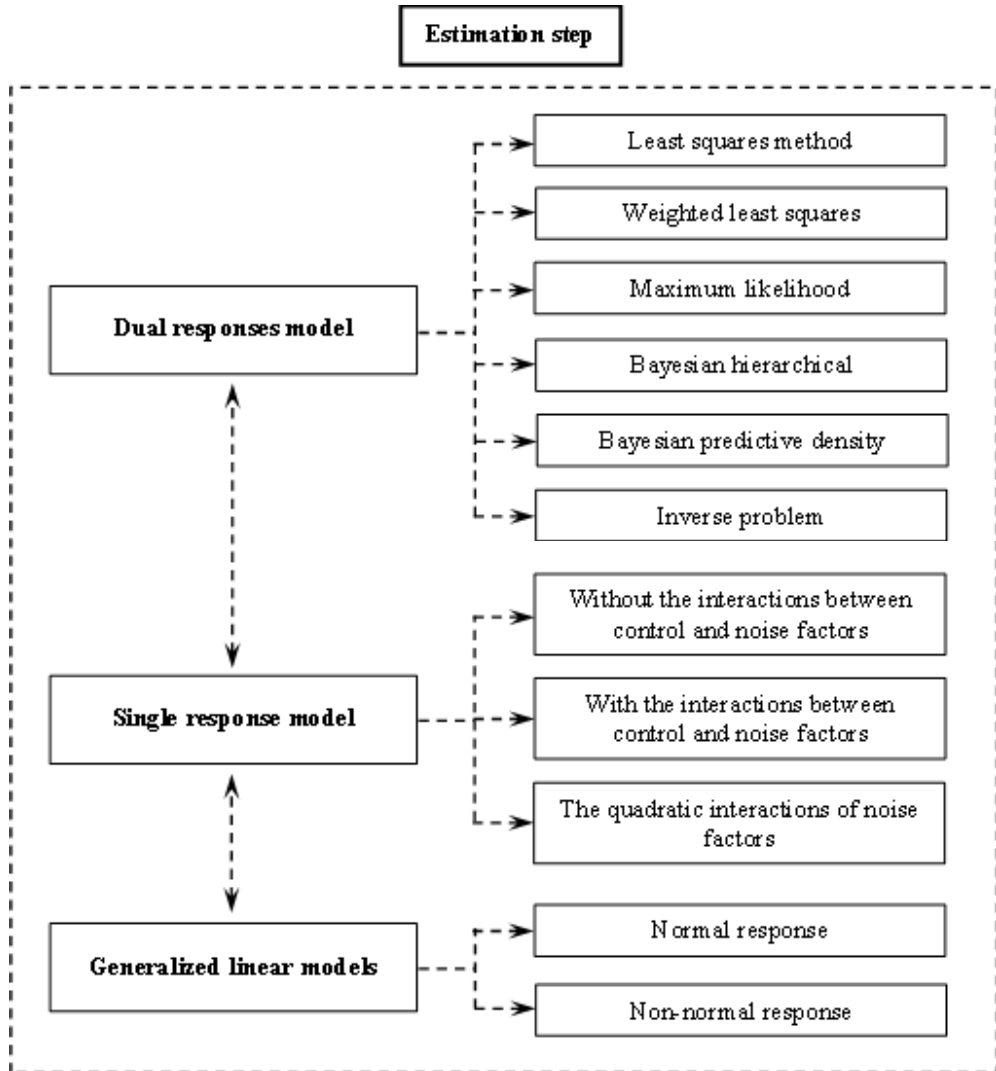 Estimation step
Least squares method
Weighted least squares
Maximum likelihood
Dual responses model
Bayesian hierarchical
Bayesian predictive density
Inverse problem
Without the interactions between
control and noise factors
Single response model
With the interactions between
control and noise factors
The quadratic interactions of noise
factors
Generalized linear models
Normal response
Non-normal response